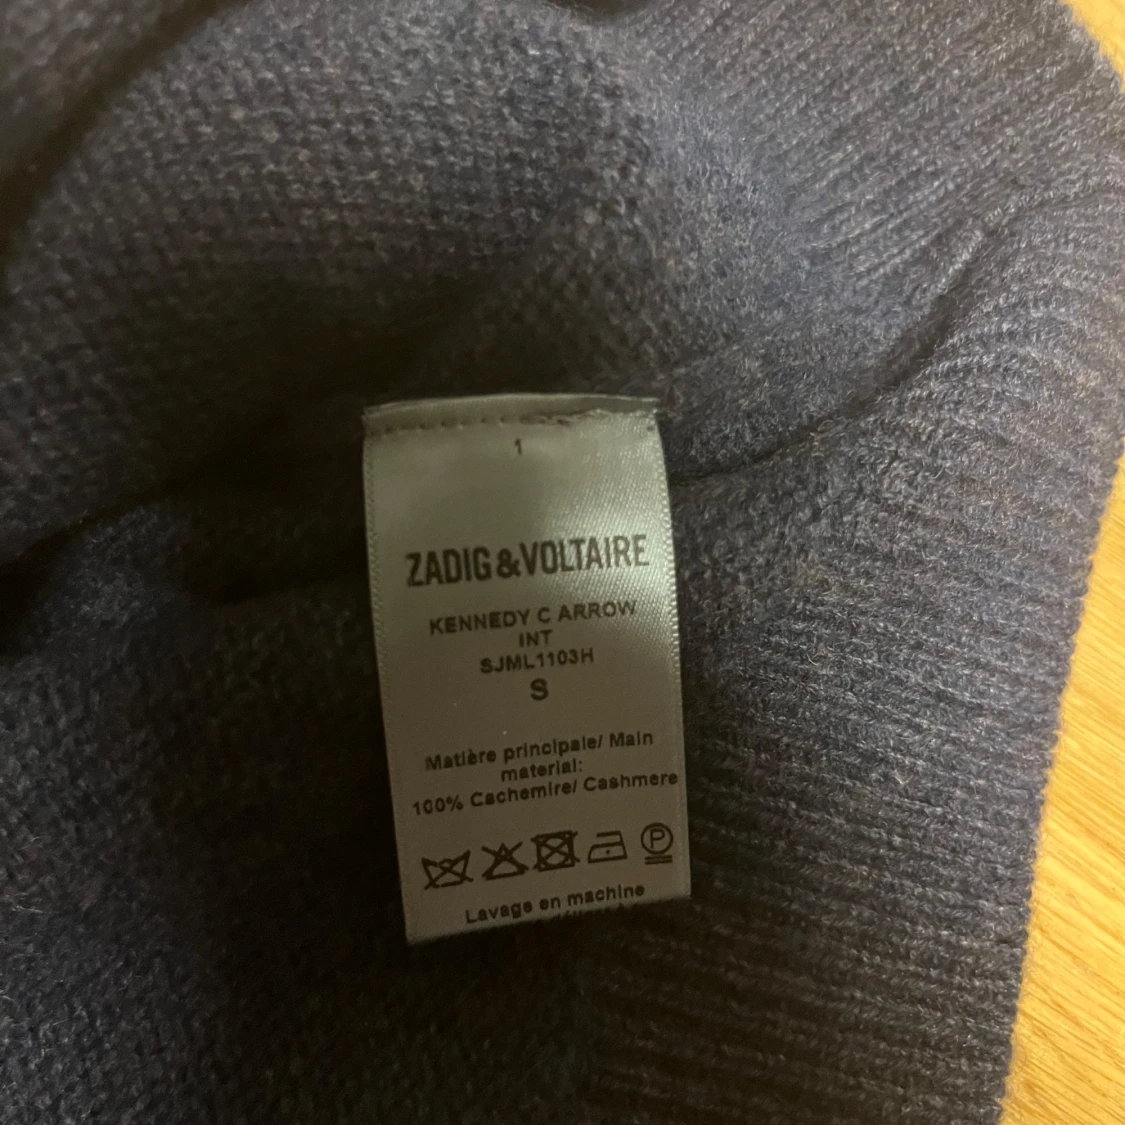 1
ZADIG & VOLTAIRE
KENNEDY C ARROW
INT
SJML1103H
S
Matière principale/ Main
material:
100% Cachemire/ Cashmere
P
Lavage en machine